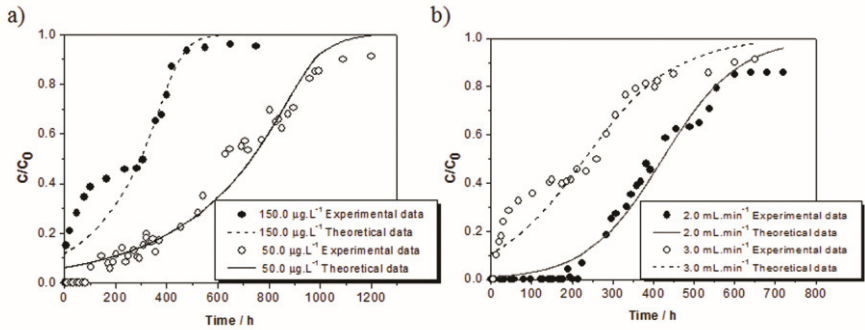 a)
1.0
0.8
0.6
0.4
0.2
0.0
C/C0
150.0 µg.L⁻¹ Experimental data
150.0 µg.L⁻¹ Theoretical data
50.0 µg.L⁻¹ Experimental data
50.0 µg.L⁻¹ Theoretical data
0 200 400 600 800 1000 1200
Time / h
b)
1.0
0.8
0.6
0.4
0.2
0.0
C/C0
2.0 mL.min⁻¹ Experimental data
2.0 mL.min⁻¹ Theoretical data
3.0 mL.min⁻¹ Experimental data
3.0 mL.min⁻¹ Theoretical data
0 100 200 300 400 500 600 700 800
Time / h